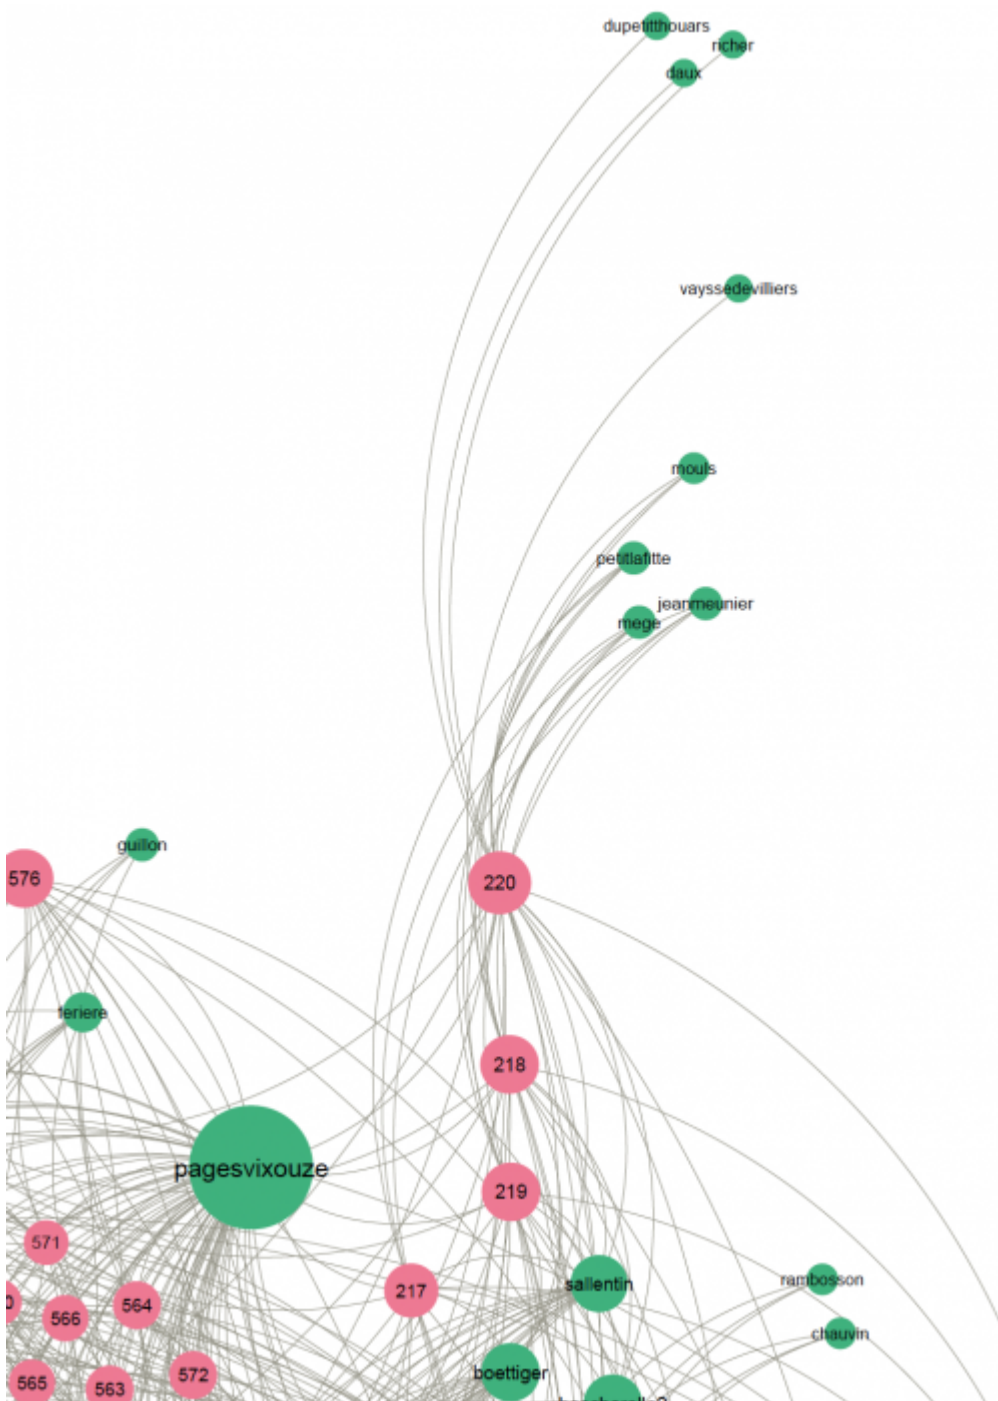 dupetitthouars
richer
daux
vayssedevilliers
mouls
petitlafitte
jeanmeunier
mege
guillon
576
220
feriere
218
pagesvixouze
219
571
rambosson
sallentin
217
0
564
566
chauvin
boettiger
572
565
563